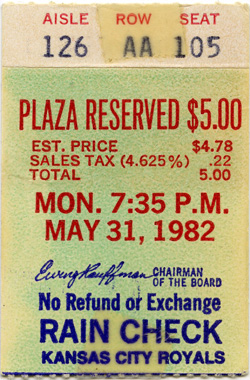 AISLE ROW SEAT
126 AA 105
PLAZA RESERVED $5.00
EST. PRICE $4.78
SALES TAX (4.625%) .22
TOTAL 5.00
MON. 7:35 P.M.
MAY 31, 1982
Ewing Kauffman CHAIRMAN
OF THE BOARD
No Refund or Exchange
RAIN CHECK
KANSAS CITY ROYALS